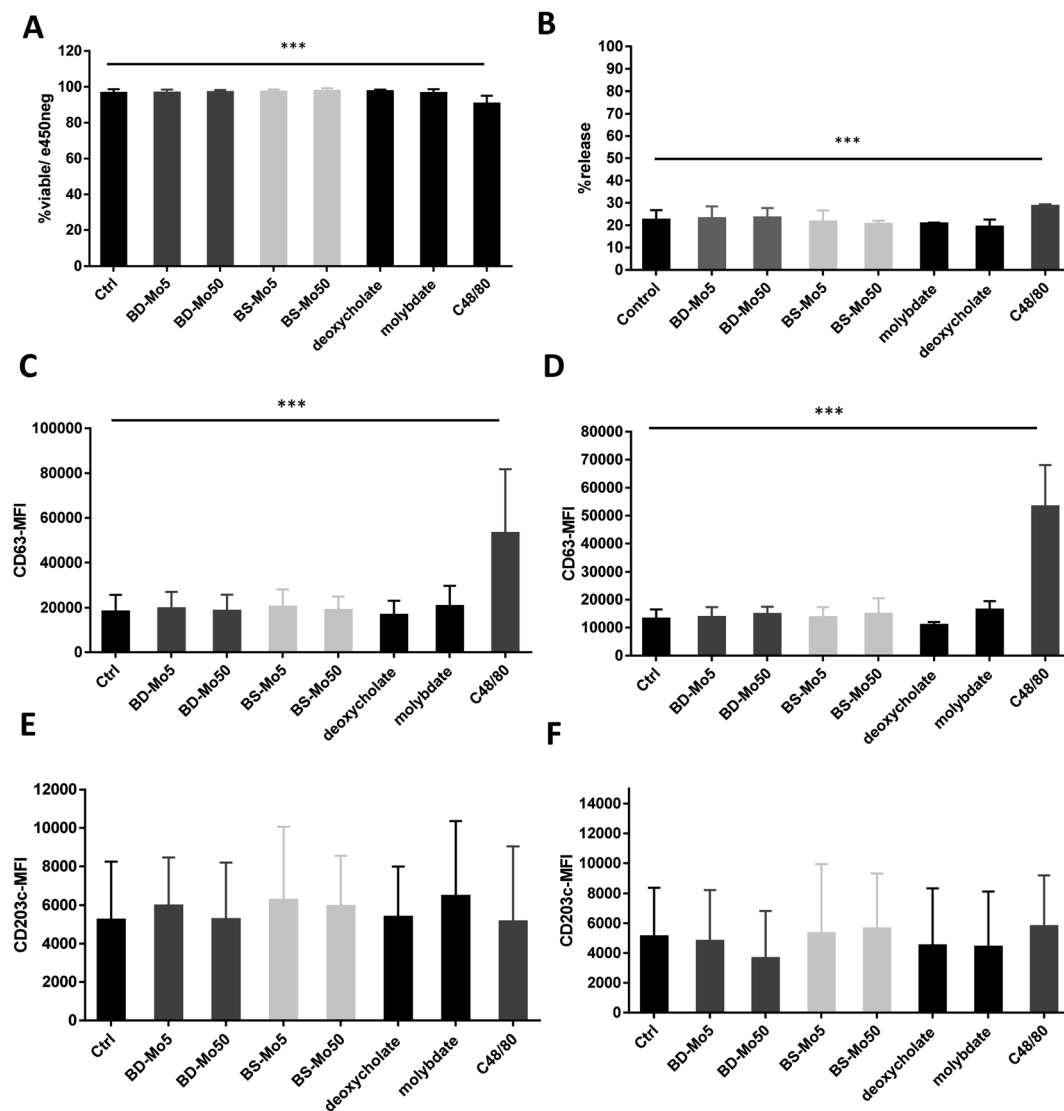 A
***
120
100
80
60
40
20
0
%viable/ e450neg
Ctrl
BD-Mo5
BD-Mo50
BS-Mo5
BS-Mo50
deoxycholate
molybdate
C48/80
B
***
100
90
80
70
60
50
40
30
20
10
0
%release
Control
BD-Mo5
BD-Mo50
BS-Mo5
BS-Mo50
molybdate
deoxycholate
C48/80
C
***
100000
80000
60000
40000
20000
0
CD63-MFI
Ctrl
BD-Mo5
BD-Mo50
BS-Mo5
BS-Mo50
deoxycholate
molybdate
C48/80
D
***
80000
70000
60000
50000
40000
30000
20000
10000
0
CD63-MFI
Ctrl
BD-Mo5
BD-Mo50
BS-Mo5
BS-Mo50
deoxycholate
molybdate
C48/80
E
12000
10000
8000
6000
4000
2000
0
CD203c-MFI
Ctrl
BD-Mo5
BD-Mo50
BS-Mo5
BS-Mo50
deoxycholate
molybdate
C48/80
F
14000
12000
10000
8000
6000
4000
2000
0
CD203c-MFI
Ctrl
BD-Mo5
BD-Mo50
BS-Mo5
BS-Mo50
deoxycholate
molybdate
C48/80